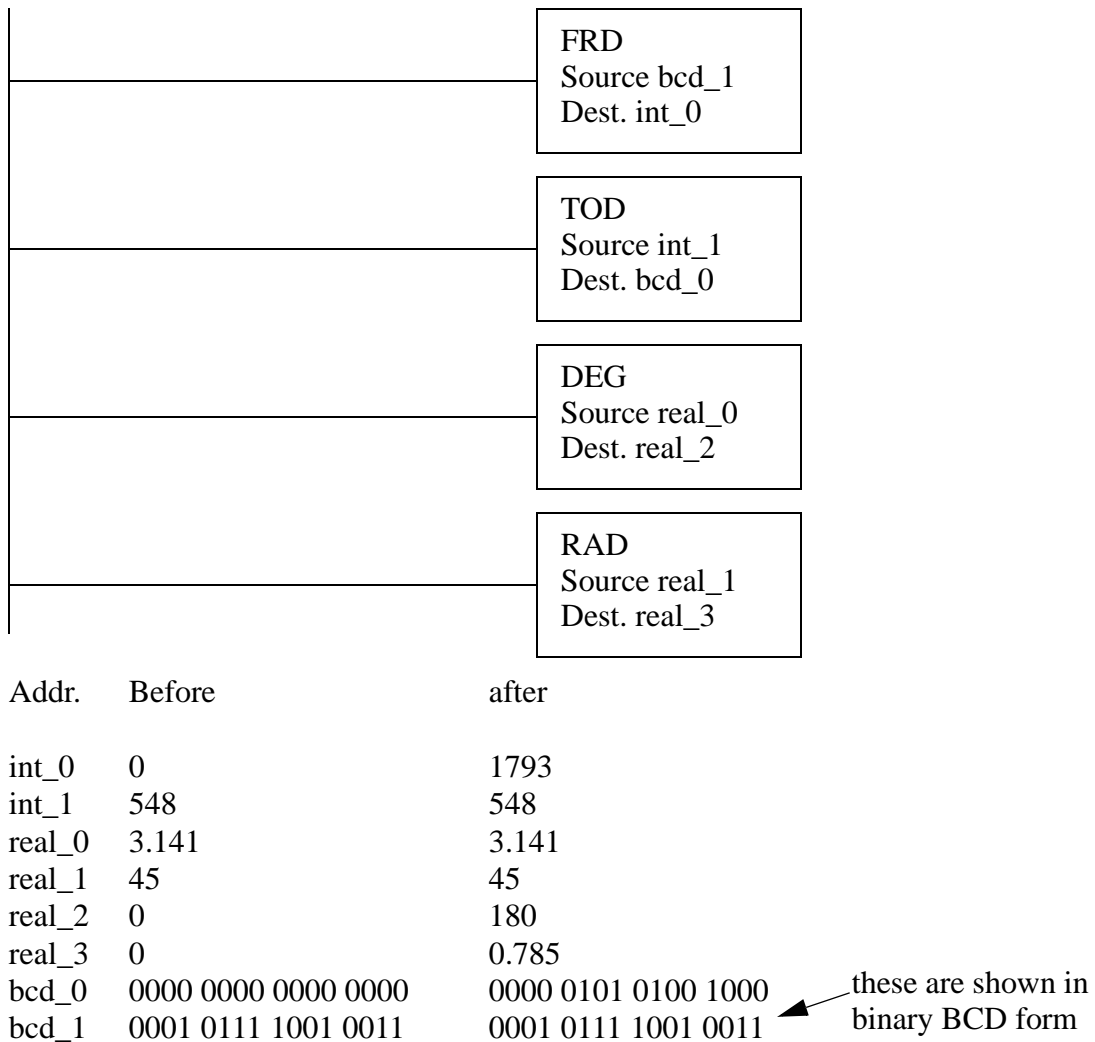 FRD
Source bcd_1
Dest. int_0
TOD
Source int_1
Dest. bcd_0
DEG
Source real_0
Dest. real_2
RAD
Source real_1
Dest. real_3
Addr. Before after
int_0 0 1793
int_1 548 548
real_0 3.141 3.141
real_1 45 45
real_2 0 180
real_3 0 0.785
bcd_0 0000 0000 0000 0000 0000 0101 0100 1000
bcd_1 0001 0111 1001 0011 0001 0111 1001 0011
these are shown in
binary BCD form